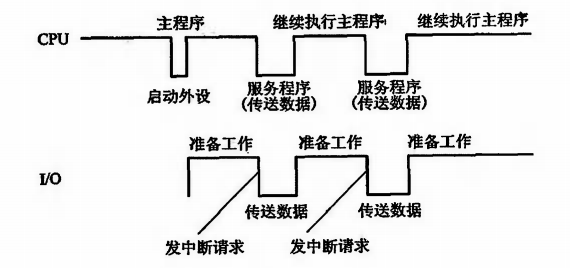 主程序
继续执行主程序
继续执行主程序
CPU
启动外设
服务程序
(传送数据)
服务程序
(传送数据)
准备工作
准备工作
准备工作
I/O
传送数据
传送数据
发中断请求
发中断请求